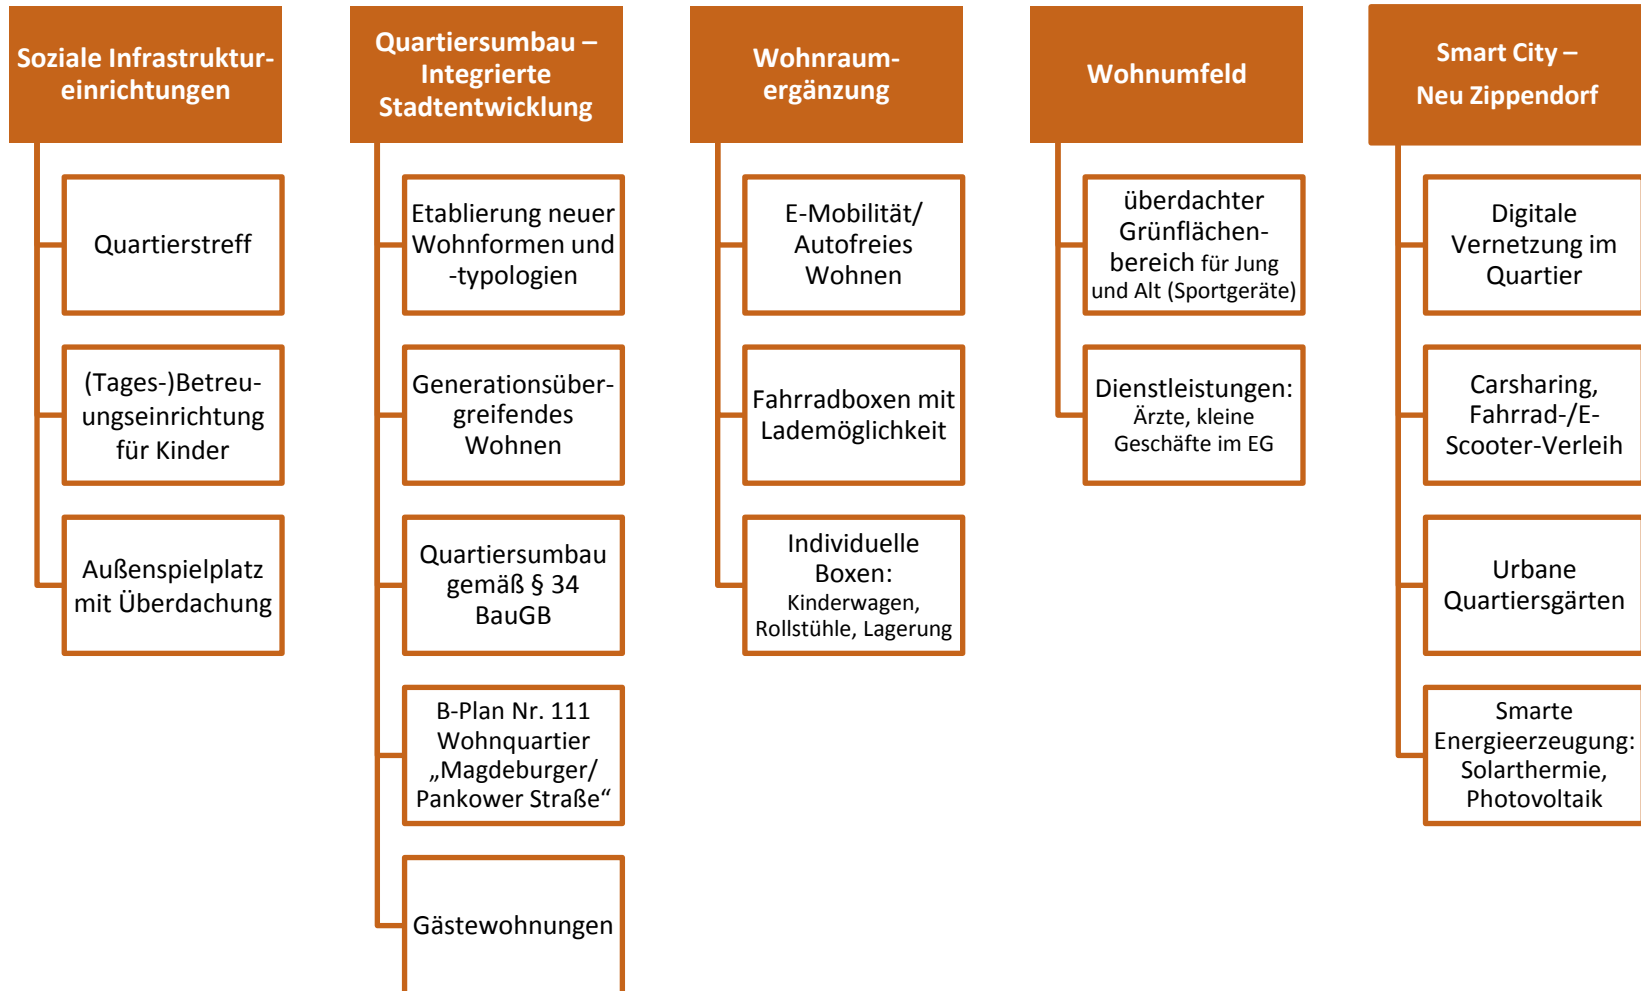 Soziale Infrastruktur-
einrichtungen
Quartierstreff
(Tages-)Betreu-
ungseinrichtung
für Kinder
Außenspielplatz
mit Überdachung
Quartiersumbau –
Integrierte
Stadtentwicklung
Etablierung neuer
Wohnformen und
-typologien
Generationsüber-
greifendes
Wohnen
Quartiersumbau
gemäß § 34
BauGB
B-Plan Nr. 111
Wohnquartier
„Magdeburger/
Pankower Straße“
Gästewohnungen
Wohnraum-
ergänzung
E-Mobilität/
Autofreies
Wohnen
Fahrradboxen mit
Lademöglichkeit
Individuelle
Boxen:
Kinderwagen,
Rollstühle, Lagerung
Wohnumfeld
überdachter
Grünflächen-
bereich für Jung
und Alt (Sportgeräte)
Dienstleistungen:
Ärzte, kleine
Geschäfte im EG
Smart City –
Neu Zippendorf
Digitale
Vernetzung im
Quartier
Carsharing,
Fahrrad-/E-
Scooter-Verleih
Urbane
Quartiersgärten
Smarte
Energieerzeugung:
Solarthermie,
Photovoltaik